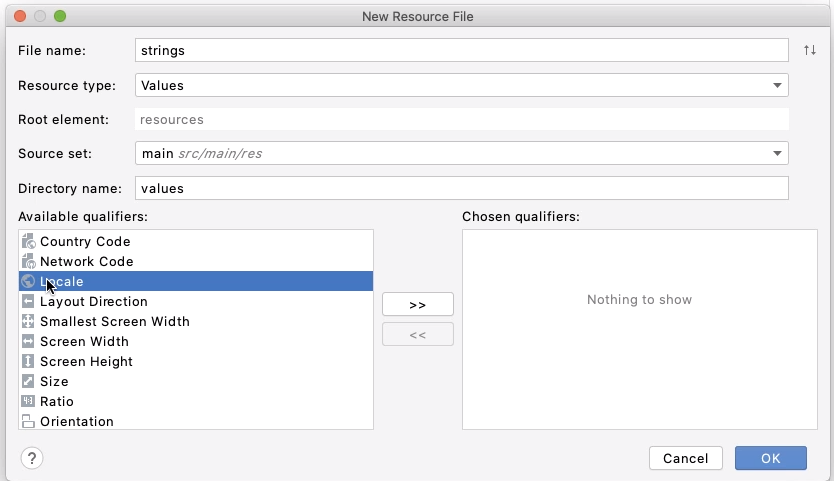 New Resource File
File name: strings
Resource type: Values
Root element: resources
Source set: main src/main/res
Directory name: values
Available qualifiers:
Country Code
Network Code
Locale
Layout Direction
Smallest Screen Width
Screen Width
Screen Height
Size
Ratio
Orientation
>>
<<
Chosen qualifiers:
Nothing to show
?
Cancel
OK